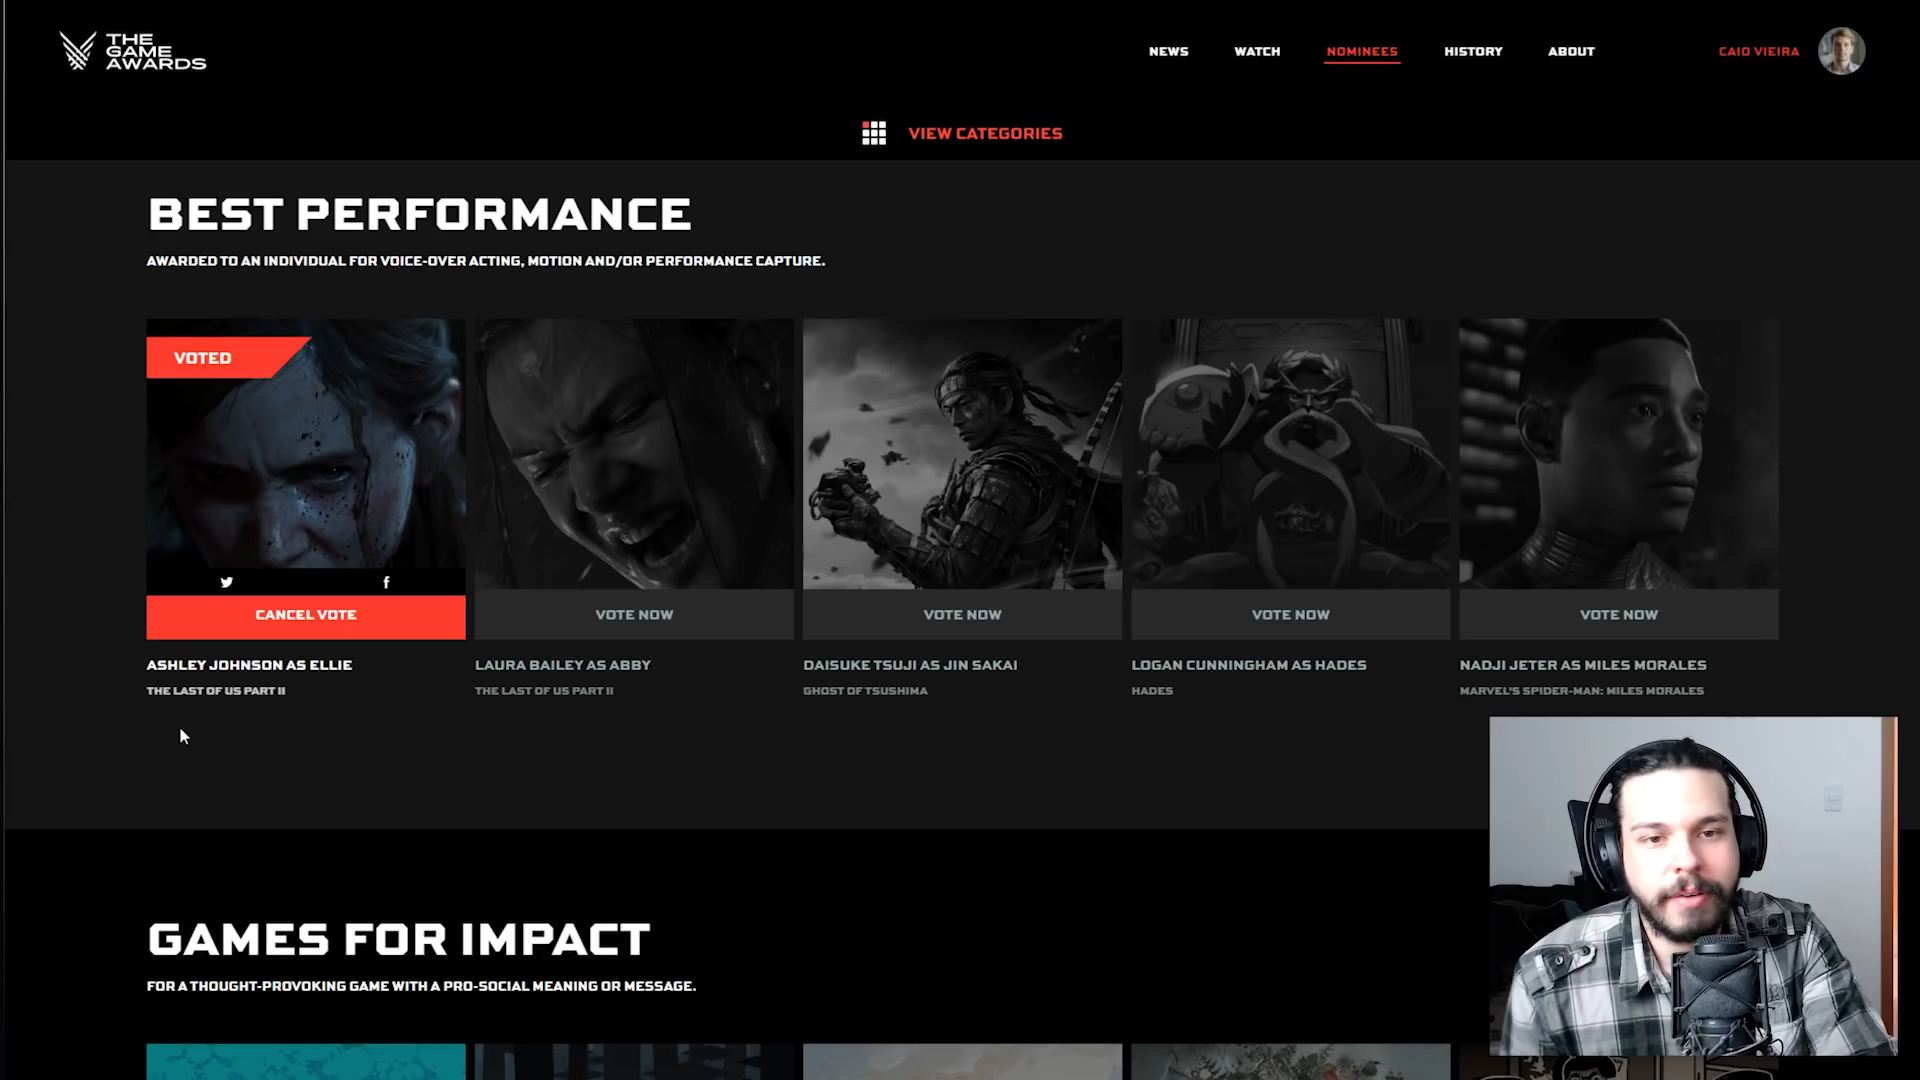 THE
GAME
AWARDS
NEWS WATCH NOMINEES HISTORY ABOUT CAIO VIEIRA
VIEW CATEGORIES
BEST PERFORMANCE
AWARDED TO AN INDIVIDUAL FOR VOICE-OVER ACTING, MOTION AND/OR PERFORMANCE CAPTURE.
VOTED
CANCEL VOTE VOTE NOW VOTE NOW VOTE NOW VOTE NOW
ASHLEY JOHNSON AS ELLIE LAURA BAILEY AS ABBY DAISUKE TSUJI AS JIN SAKAI LOGAN CUNNINGHAM AS HADES NADJI JETER AS MILES MORALES
THE LAST OF US PART II THE LAST OF US PART II GHOST OF TSUSHIMA HADES MARVEL'S SPIDER-MAN: MILES MORALES
GAMES FOR IMPACT
FOR A THOUGHT-PROVOKING GAME WITH A PRO-SOCIAL MEANING OR MESSAGE.